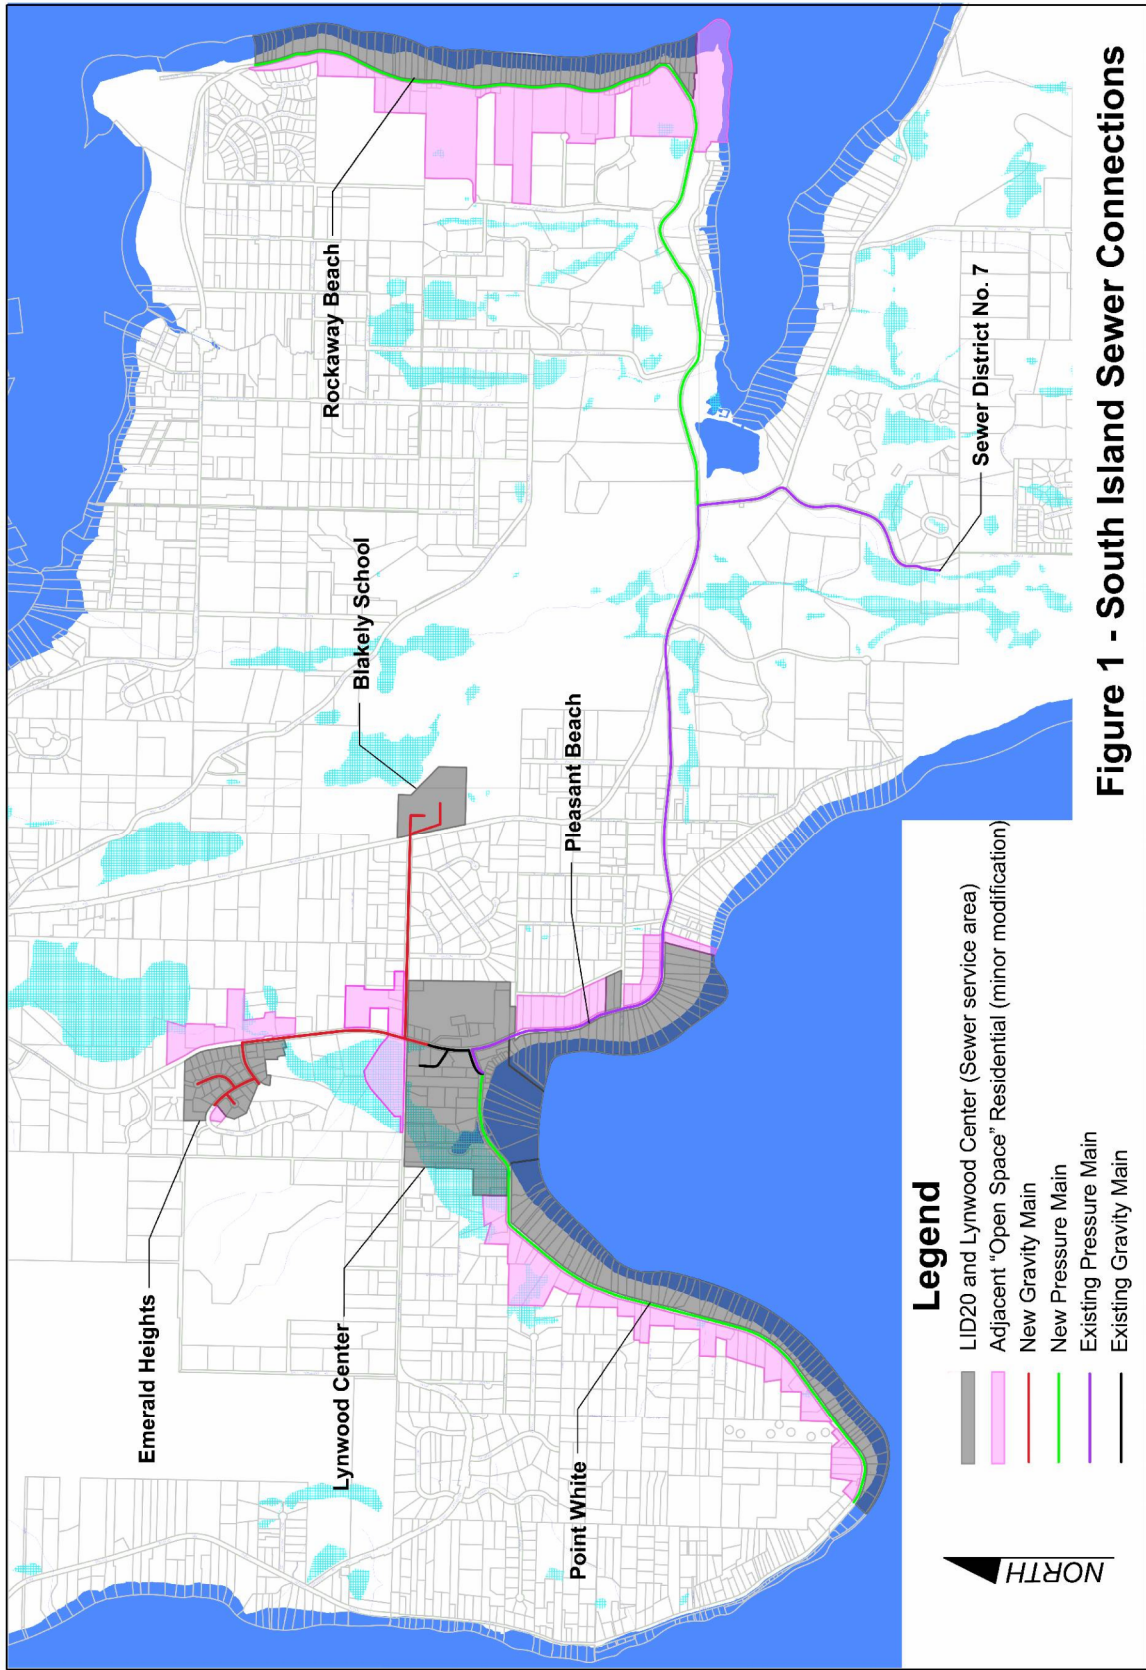 Rockaway Beach
Blakely School
Emerald Heights
Lynwood Center
Pleasant Beach
Point White
Sewer District No. 7
Legend
LID20 and Lynwood Center (Sewer service area)
Adjacent “Open Space” Residential (minor modification)
New Gravity Main
New Pressure Main
Existing Pressure Main
Existing Gravity Main
NORTH
Figure 1 - South Island Sewer Connections